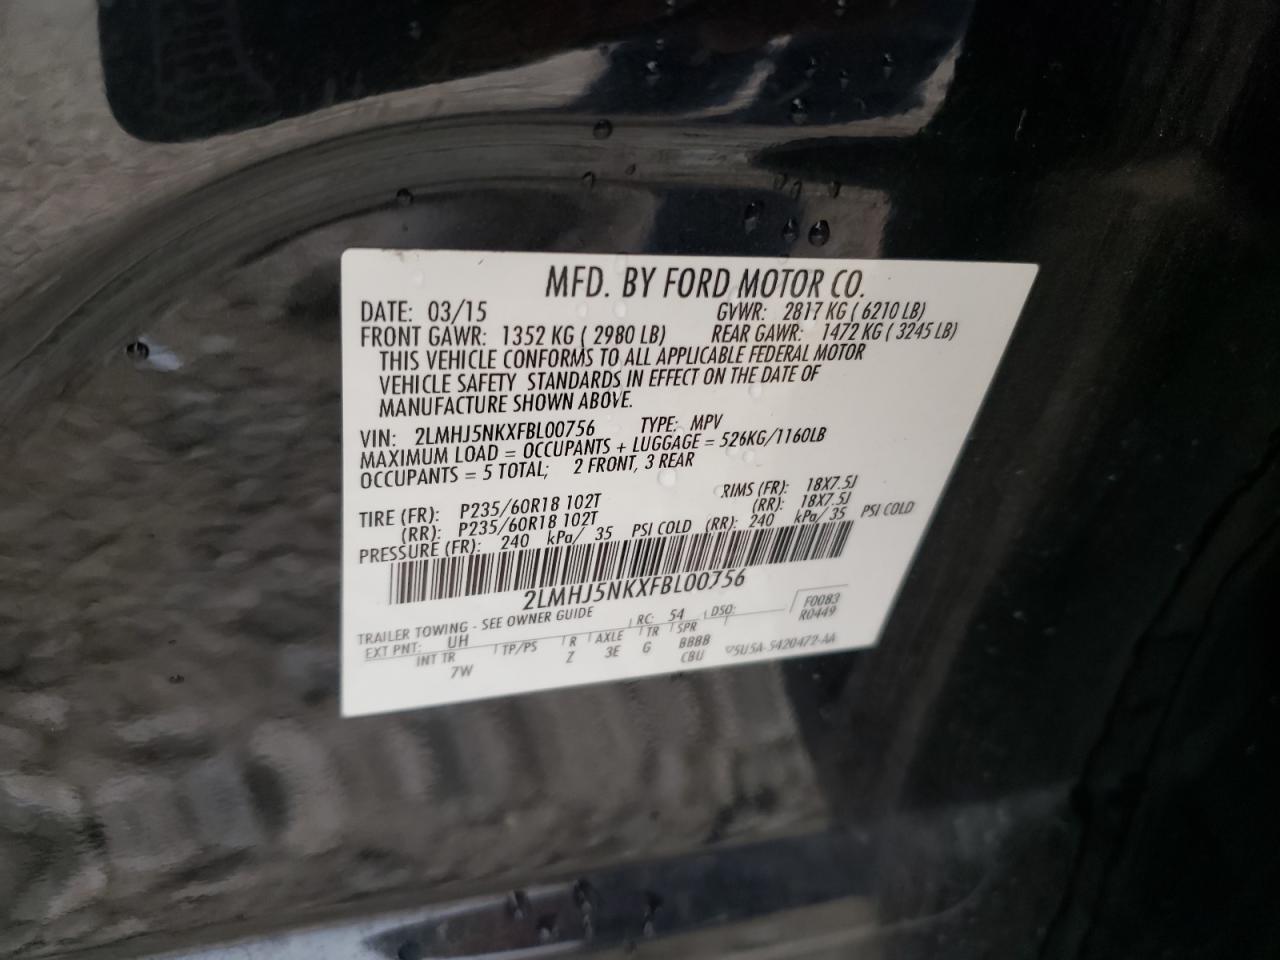 MFD. BY FORD MOTOR CO.
DATE: 03/15 GVWR: 2817 KG ( 6210 LB)
FRONT GAWR: 1352 KG ( 2980 LB) REAR GAWR: 1472 KG ( 3245 LB)
THIS VEHICLE CONFORMS TO ALL APPLICABLE FEDERAL MOTOR
VEHICLE SAFETY STANDARDS IN EFFECT ON THE DATE OF
MANUFACTURE SHOWN ABOVE.
VIN: 2LMHJ5NKXFBL00756 TYPE: MPV
MAXIMUM LOAD = OCCUPANTS + LUGGAGE = 526KG/1160LB
OCCUPANTS = 5 TOTAL; 2 FRONT, 3 REAR
TIRE (FR): P235/60R18 102T RIMS (FR): 18X7.5J
(RR): P235/60R18 102T (RR): 18X7.5J
PRESSURE (FR): 240 kPa/ 35 PSI COLD (RR): 240 kPa/ 35 PSI COLD
2LMHJ5NKXFBL00756
TRAILER TOWING - SEE OWNER GUIDE RC: 54 DSO: F0083
R0449
EXT PNT: UH
INT TR TP/PS R AXLE TR SPR
7W Z 3E G BBBB
CBU 5U5A-5420472-AA